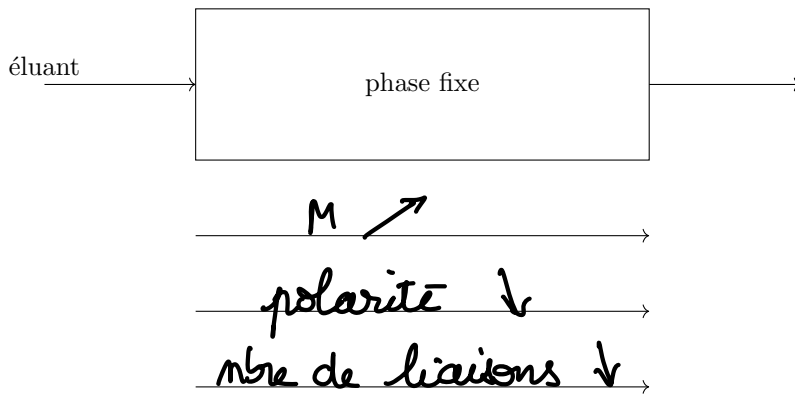 éluant
phase fixe
M ↗
polarité ↓
nbre de liaisons ↓